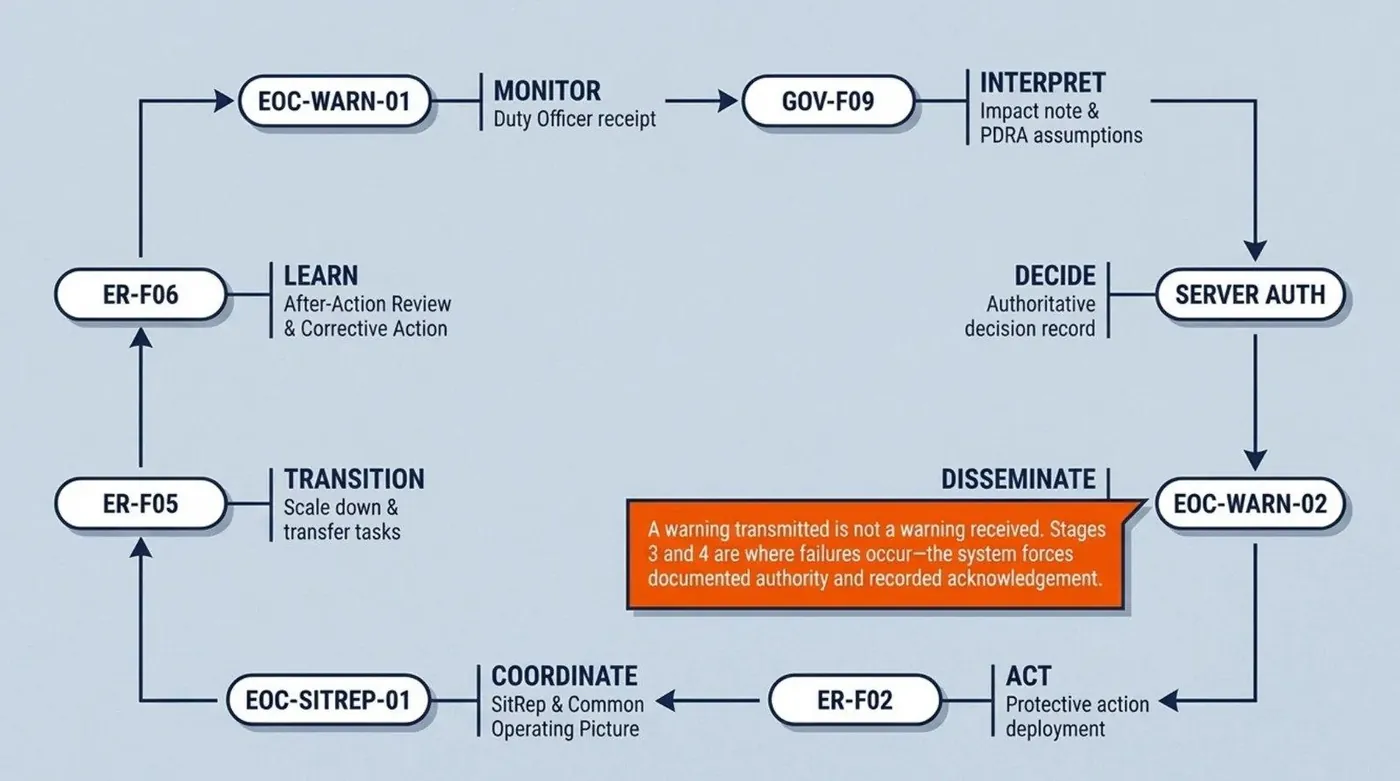 EOC-WARN-01
MONITOR
Duty Officer receipt
GOV-F09
INTERPRET
Impact note &
PDRA assumptions
SERVER AUTH
DECIDE
Authoritative
decision record
EOC-WARN-02
DISSEMINATE
A warning transmitted is not a warning received. Stages
3 and 4 are where failures occur—the system forces
documented authority and recorded acknowledgement.
ER-F02
ACT
Protective action
deployment
EOC-SITREP-01
COORDINATE
SitRep & Common
Operating Picture
ER-F05
TRANSITION
Scale down &
transfer tasks
ER-F06
LEARN
After-Action Review
& Corrective Action